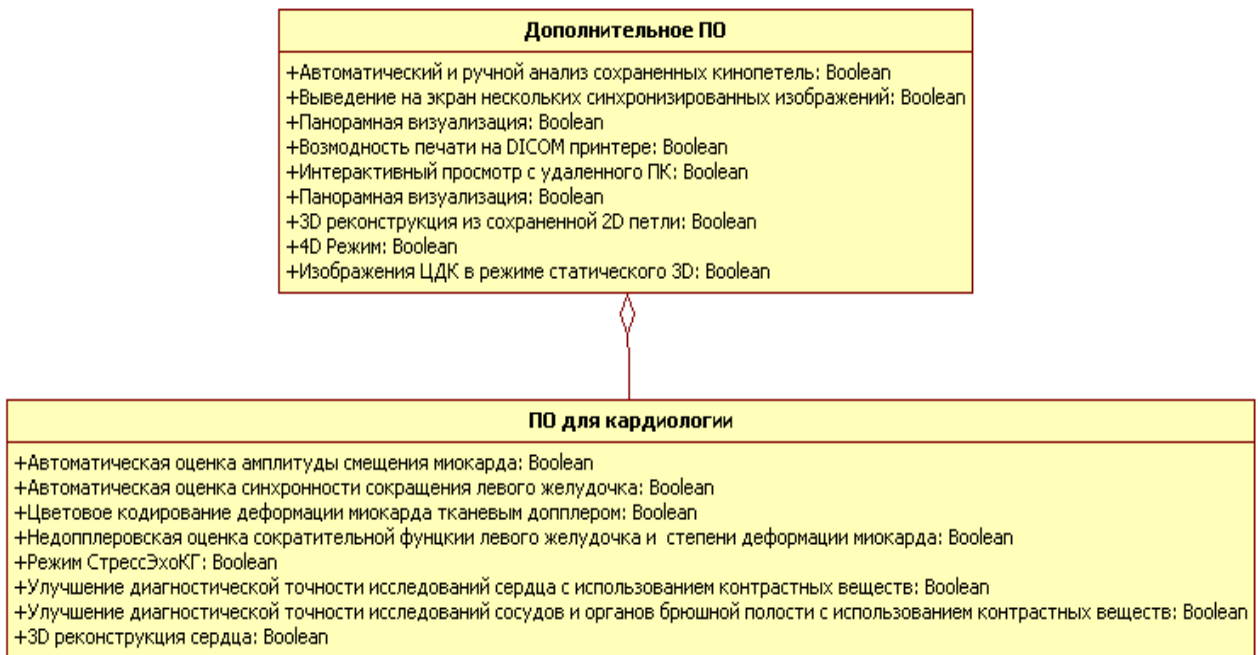 Дополнительное ПО
+Автоматический и ручной анализ сохраненных кинопетель: Boolean
+Выведение на экран нескольких синхронизированных изображений: Boolean
+Панорамная визуализация: Boolean
+Возмодность печати на DICOM принтере: Boolean
+Интерактивный просмотр с удаленного ПК: Boolean
+Панорамная визуализация: Boolean
+3D реконструкция из сохраненной 2D петли: Boolean
+4D Режим: Boolean
+Изображения ЦДК в режиме статического 3D: Boolean
ПО для кардиологии
+Автоматическая оценка амплитуды смещения миокарда: Boolean
+Автоматическая оценка синхронности сокращения левого желудочка: Boolean
+Цветовое кодирование деформации миокарда тканевым допплером: Boolean
+Недопплеровская оценка сократительной фунцкии левого желудочка и степени деформации миокарда: Boolean
+Режим СтрессЭхоКГ: Boolean
+Улучшение диагностической точности исследований сердца с использованием контрастных веществ: Boolean
+Улучшение диагностической точности исследований сосудов и органов брюшной полости с использованием контрастных веществ: Boolean
+3D реконструкция сердца: Boolean